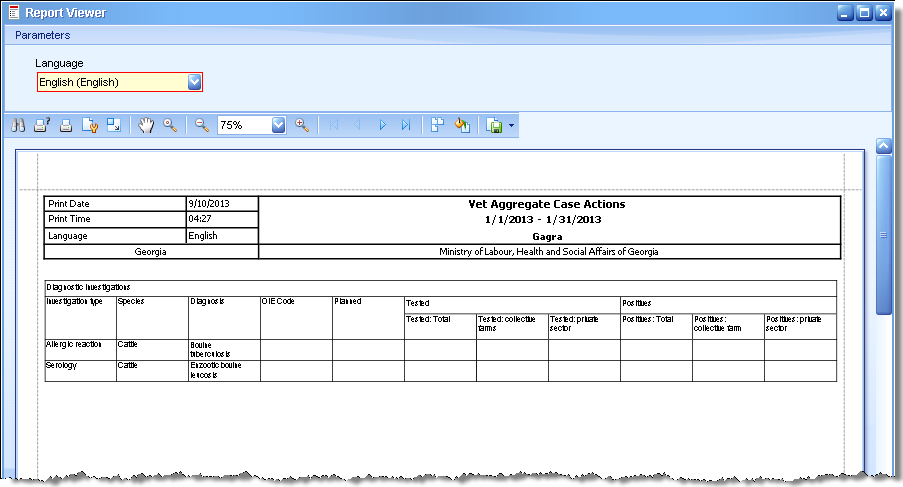 Report Viewer
Parameters
Language
English (English)
75%
Print Date 9/10/2013 Vet Aggregate Case Actions
Print Time 04:27 1/1/2013 - 1/31/2013
Language English Gagra
Georgia Ministry of Labour, Health and Social Affairs of Georgia
Diagnostic Investigations
Investigation type Species Diagnosis OIE Code Planned Tested Positives
Tested: Total Tested: collective farms Tested: private sector Positives: Total Positives: collective farm Positives: private sector
Allergic reaction Cattle Bovine tuberculosis
Serology Cattle Enzootic bovine leucosis